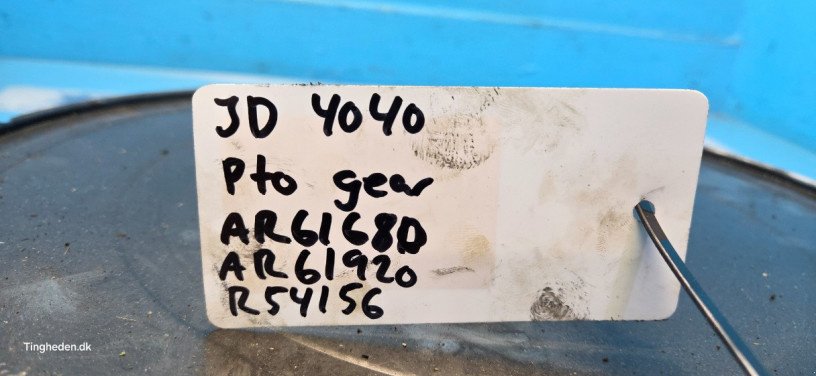 JD 4040
Pto gear
AR61680
AR61920
R54156
Tingheden.dk